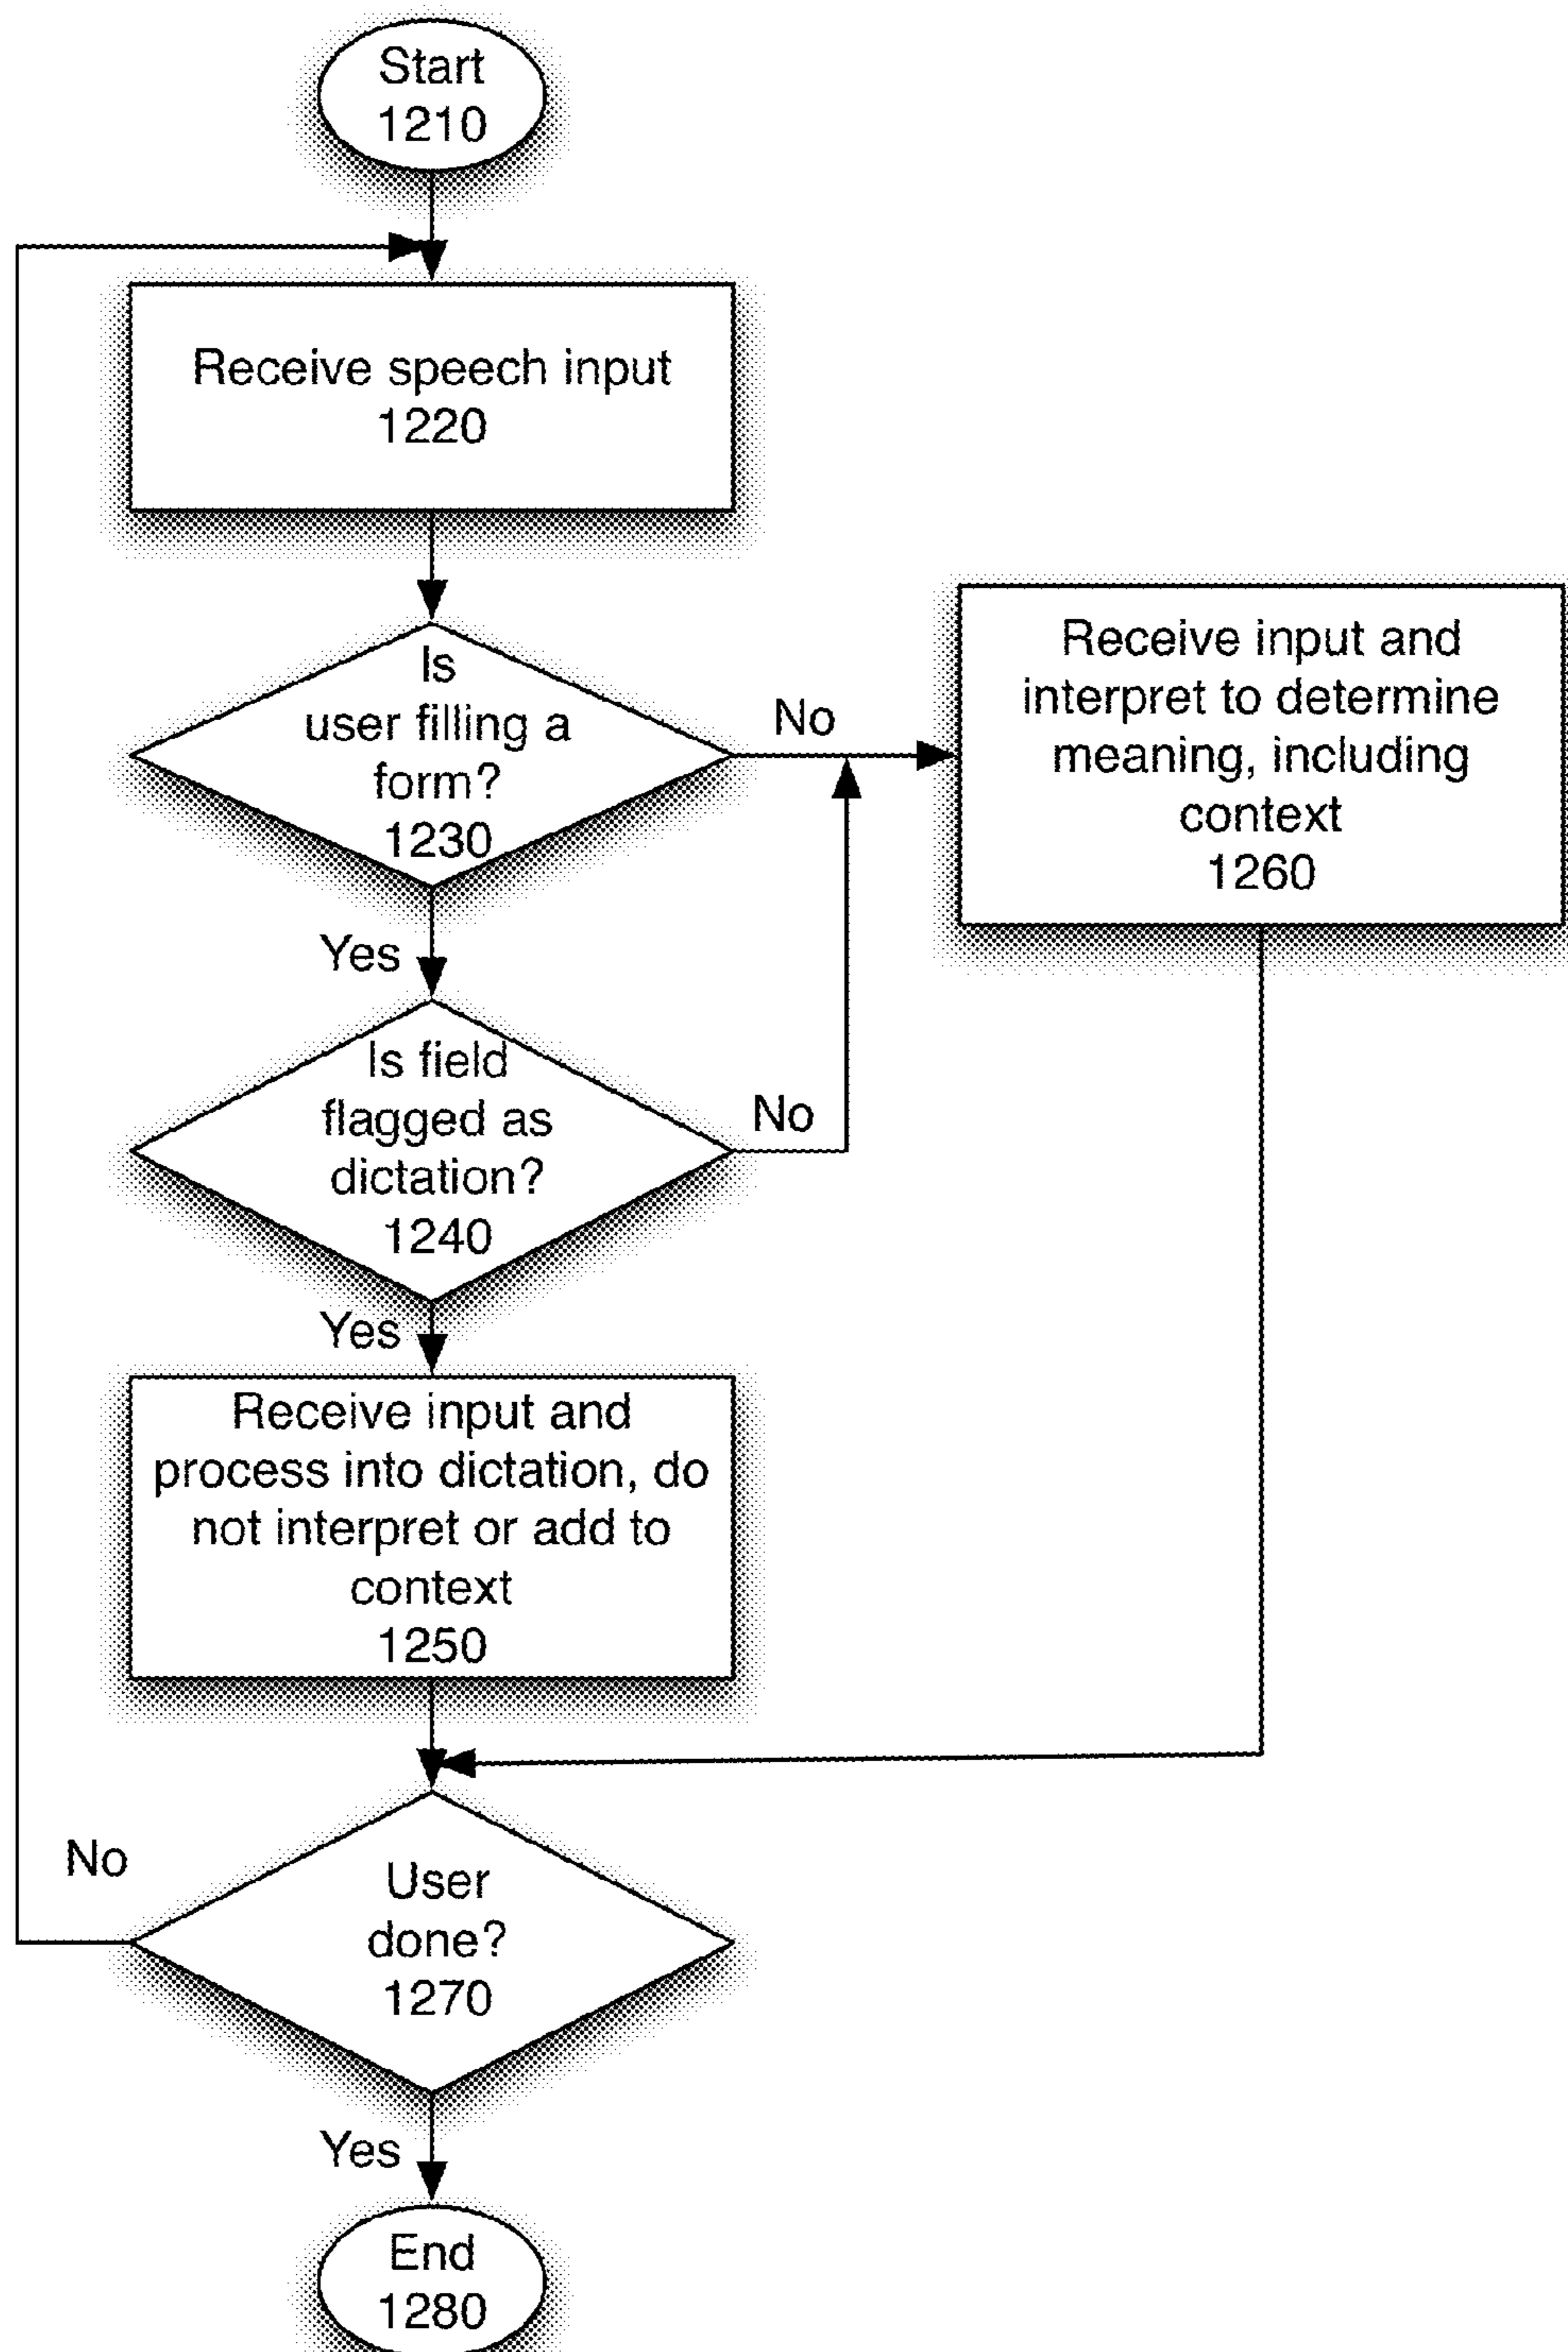 Start
1210
Receive speech input
1220
Is
user filling a
form?
1230
No
Receive input and
interpret to determine
meaning, including
context
1260
Yes
Is field
flagged as
dictation?
1240
No
Yes
Receive input and
process into dictation, do
not interpret or add to
context
1250
No
User
done?
1270
Yes
End
1280